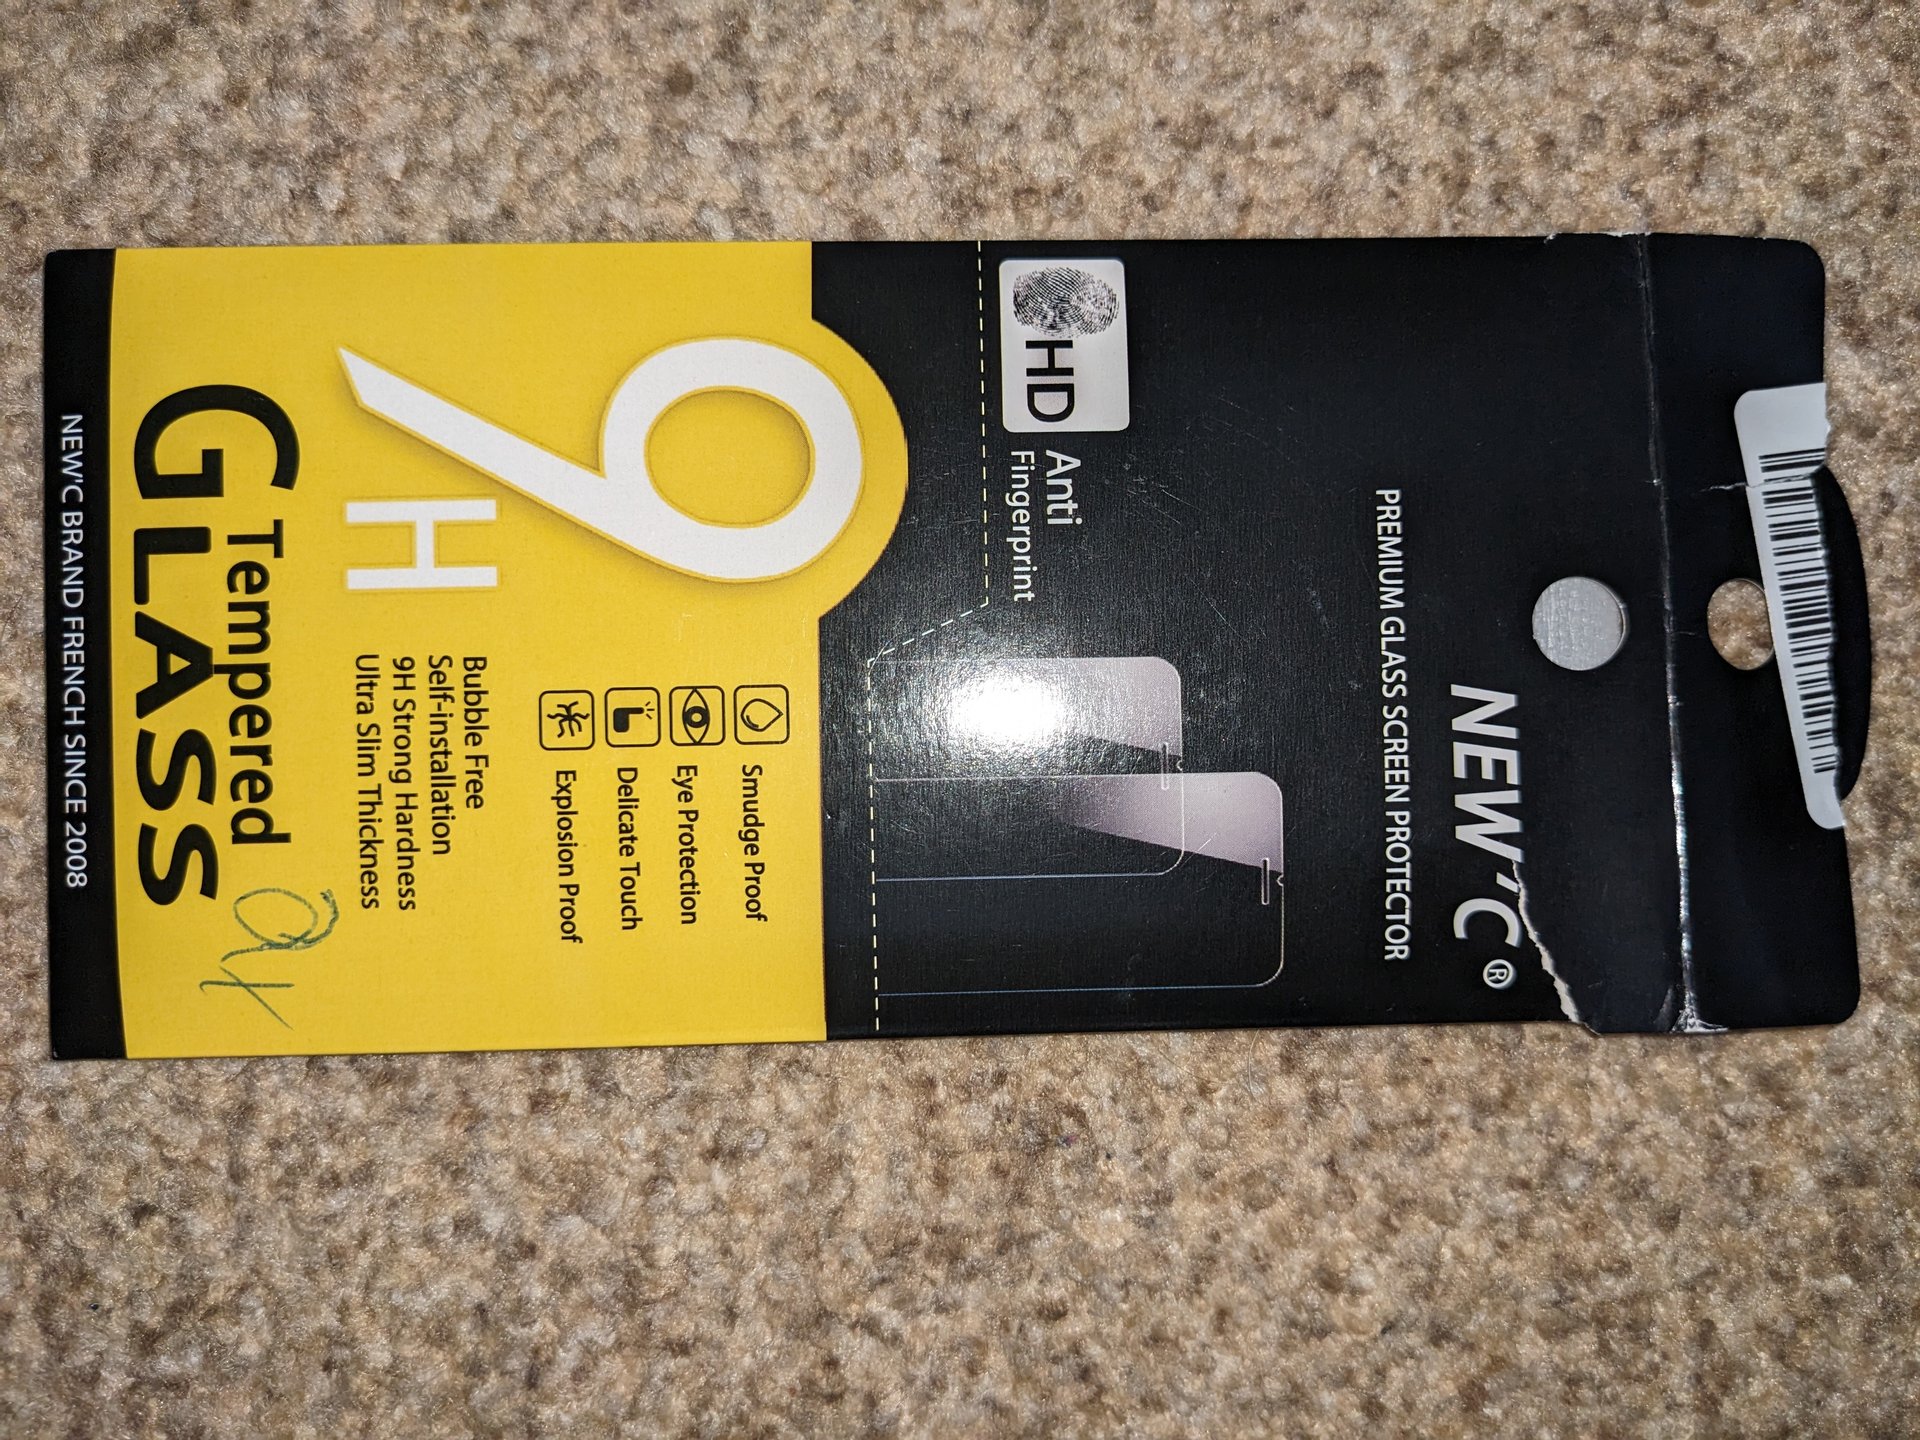 NEW'C®
PREMIUM GLASS SCREEN PROTECTOR
HD
Anti
Fingerprint
9H
Smudge Proof
Eye Protection
Delicate Touch
Explosion Proof
Bubble Free
Self-installation
9H Strong Hardness
Ultra Slim Thickness
Tempered
GLASS
NEW'C BRAND FRENCH SINCE 2008